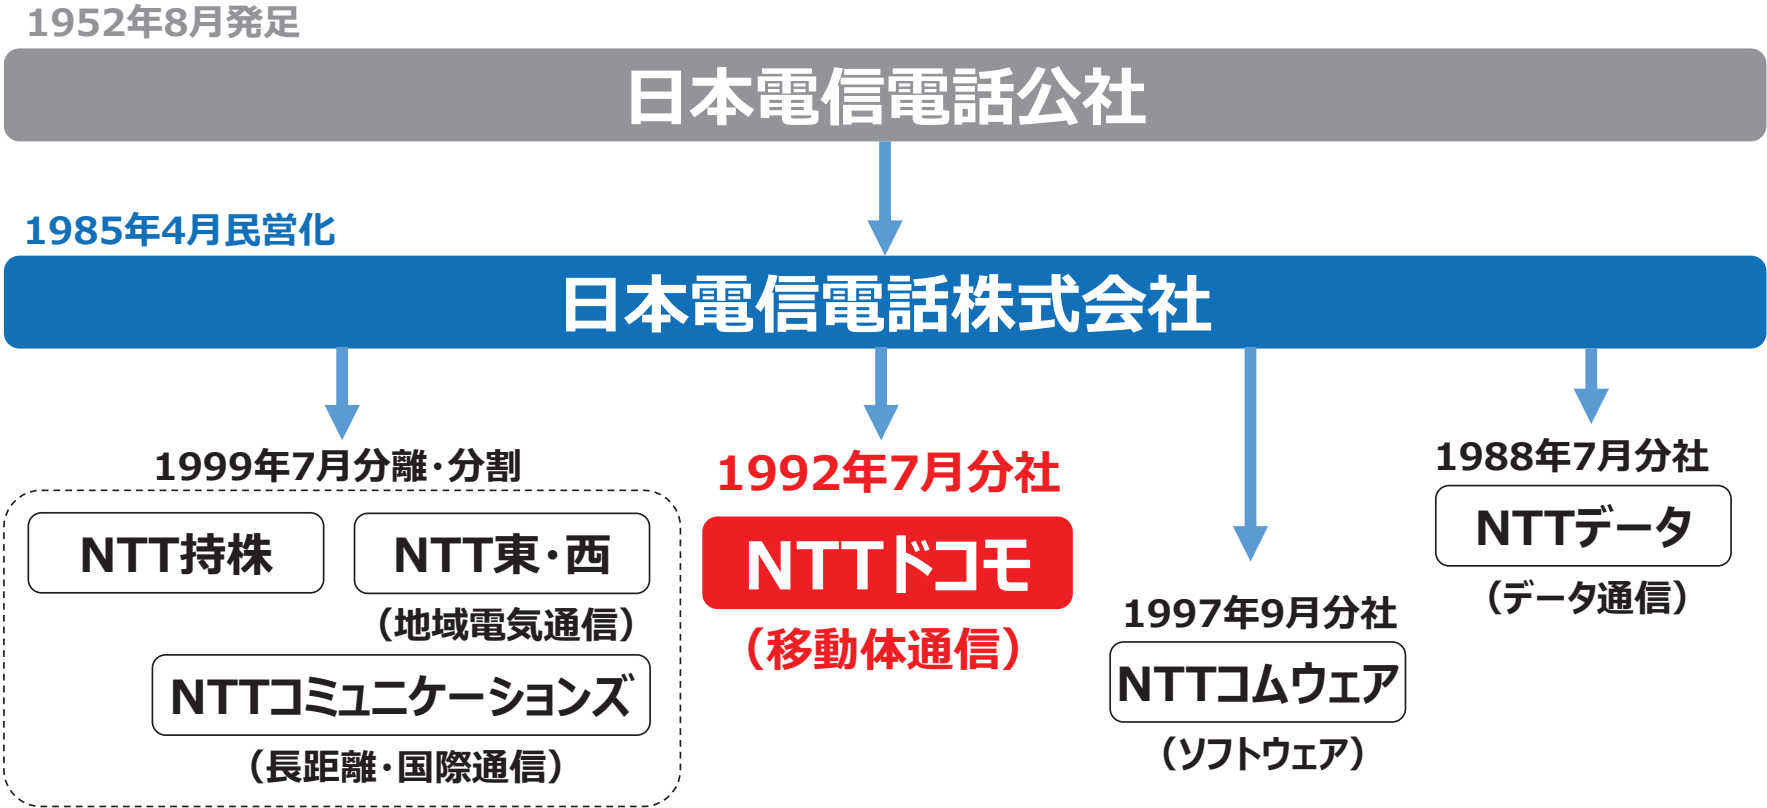 1952年8月発足
日本電信電話公社
1985年4月民営化
日本電信電話株式会社
1999年7月分離・分割
NTT持株
NTT東・西
（地域電気通信）
NTTコミュニケーションズ
（長距離・国際通信）
1992年7月分社
NTTドコモ
（移動体通信）
1997年9月分社
NTTコムウェア
（ソフトウェア）
1988年7月分社
NTTデータ
（データ通信）